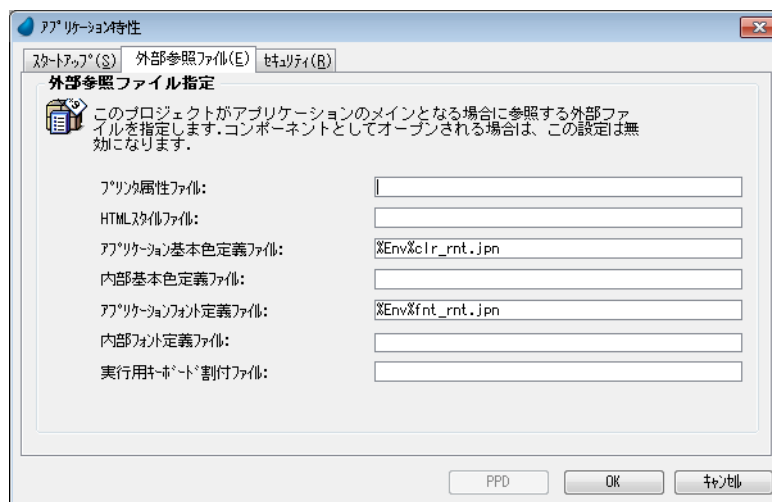 アプリケーション特性
スタートアップ(S) 外部参照ファイル(E) セキュリティ(R)
外部参照ファイル指定
このプロジェクトがアプリケーションのメインとなる場合に参照する外部ファ
イルを指定します.コンポーネントとしてオープンされる場合は、この設定は無
効になります.
プリンタ属性ファイル:
HTMLスタイルファイル:
アプリケーション基本色定義ファイル: %Env%clr_rnt.jpn
内部基本色定義ファイル:
アプリケーションフォント定義ファイル: %Env%fnt_rnt.jpn
内部フォント定義ファイル:
実行用キーボード割付ファイル:
PPD OK キャンセル